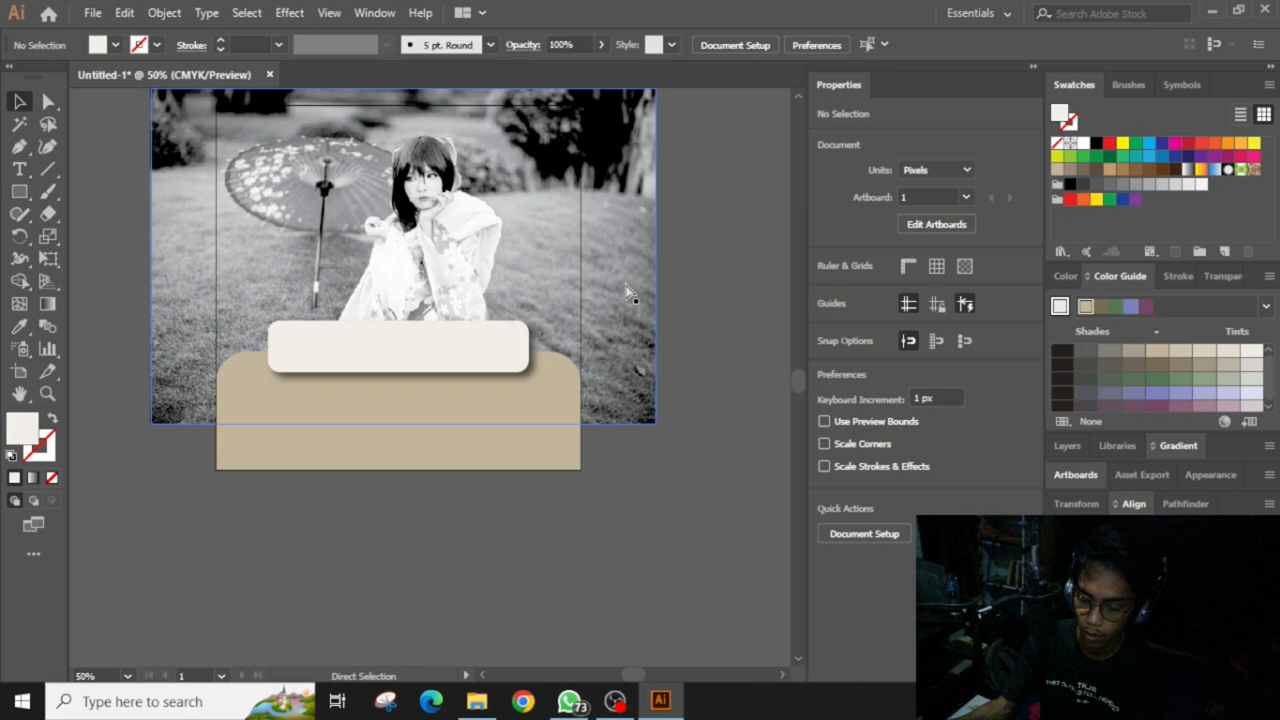 Ai File Edit Object Type Select Effect View Window Help Essentials Search Adobe Stock
No Selection Stroke: 5 pt. Round Opacity: 100% Style: Document Setup Preferences
Untitled-1* @ 50% (CMYK/Preview)
Properties
No Selection
Document
Units: Pixels
Artboard: 1
Edit Artboards
Ruler & Grids
Guides
Snap Options
Preferences
Keyboard Increment: 1 px
Use Preview Bounds
Scale Corners
Scale Strokes & Effects
Quick Actions
Document Setup
Swatches Brushes Symbols
Color Color Guide Stroke Transpar
Shades Tints
None
Layers Libraries Gradient
Artboards Asset Export Appearance
Transform Align Pathfinder
50% 1 Direct Selection
Type here to search
73
Ai
TKJR